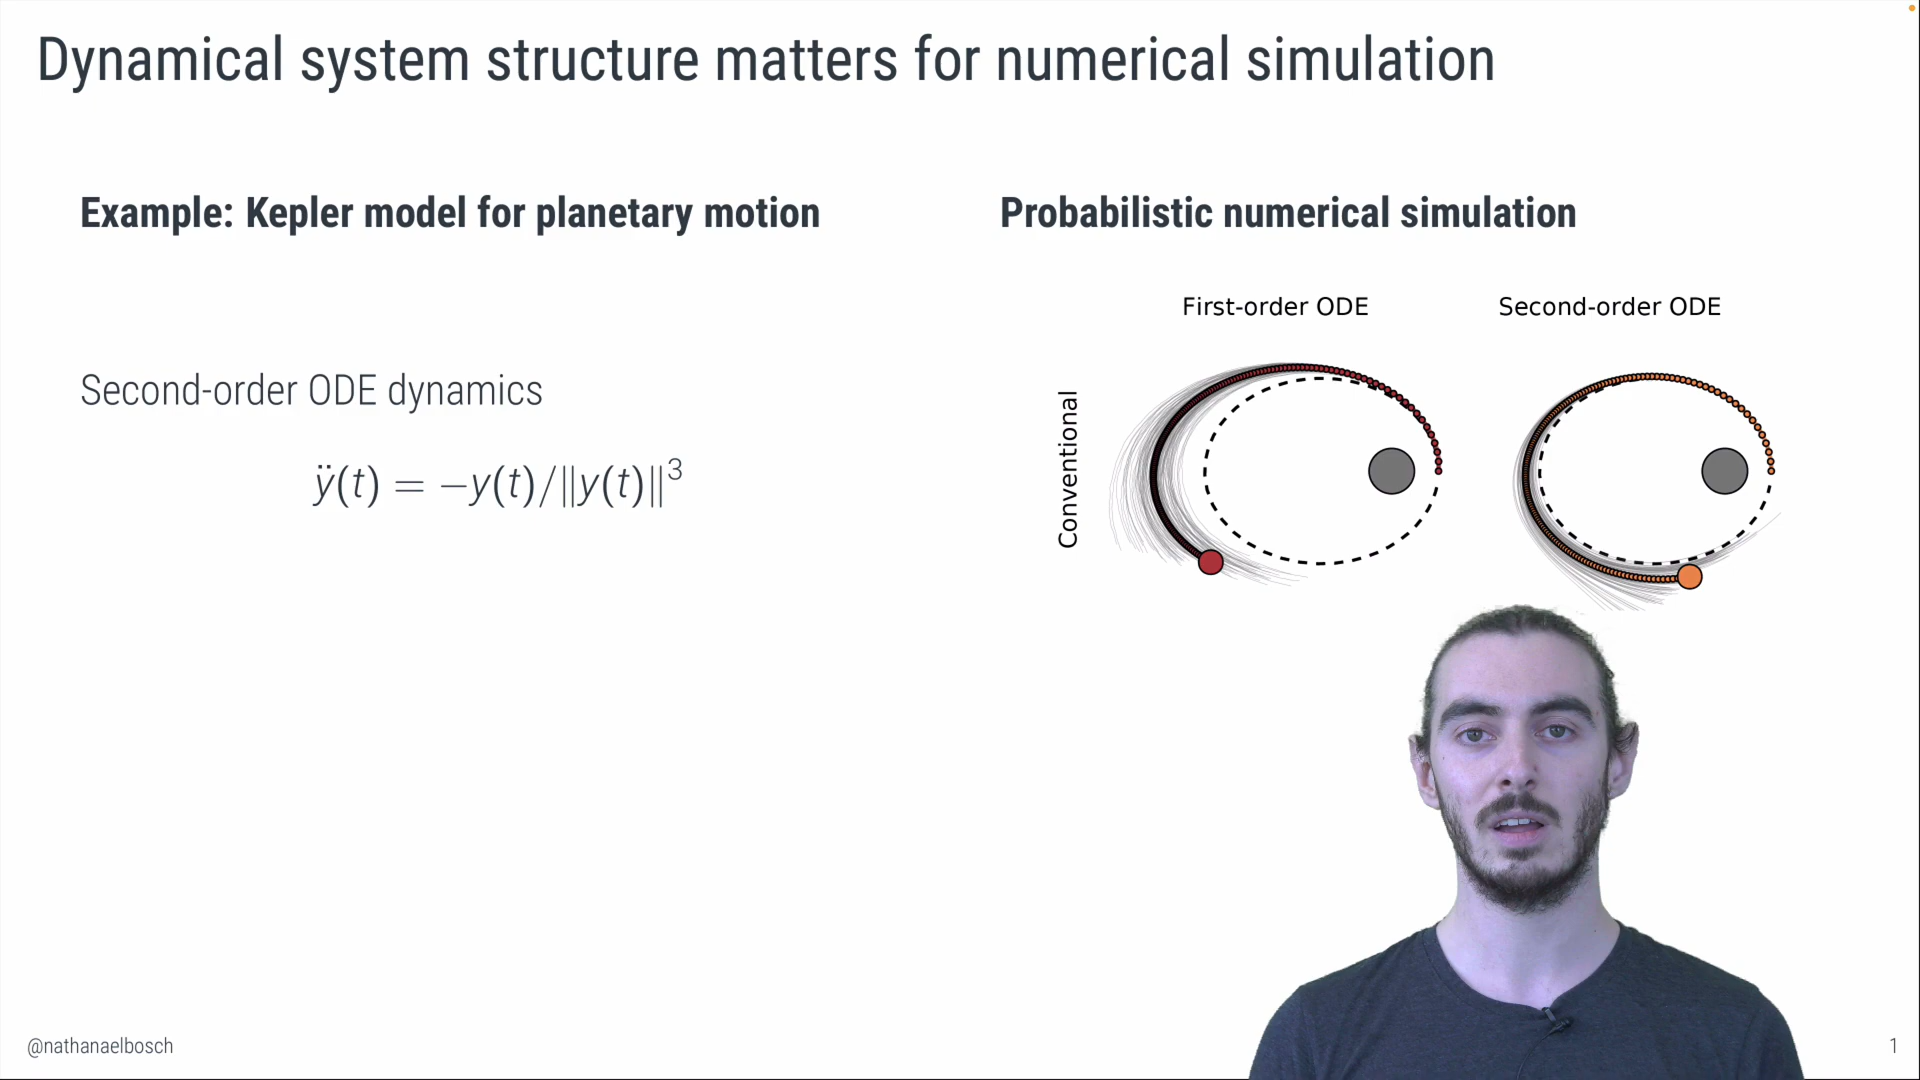 Dynamical system structure matters for numerical simulation
Example: Kepler model for planetary motion
Second-order ODE dynamics
ÿ(t) = −y(t)/‖y(t)‖³
Probabilistic numerical simulation
First-order ODE
Second-order ODE
Conventional
@nathanaelbosch
1